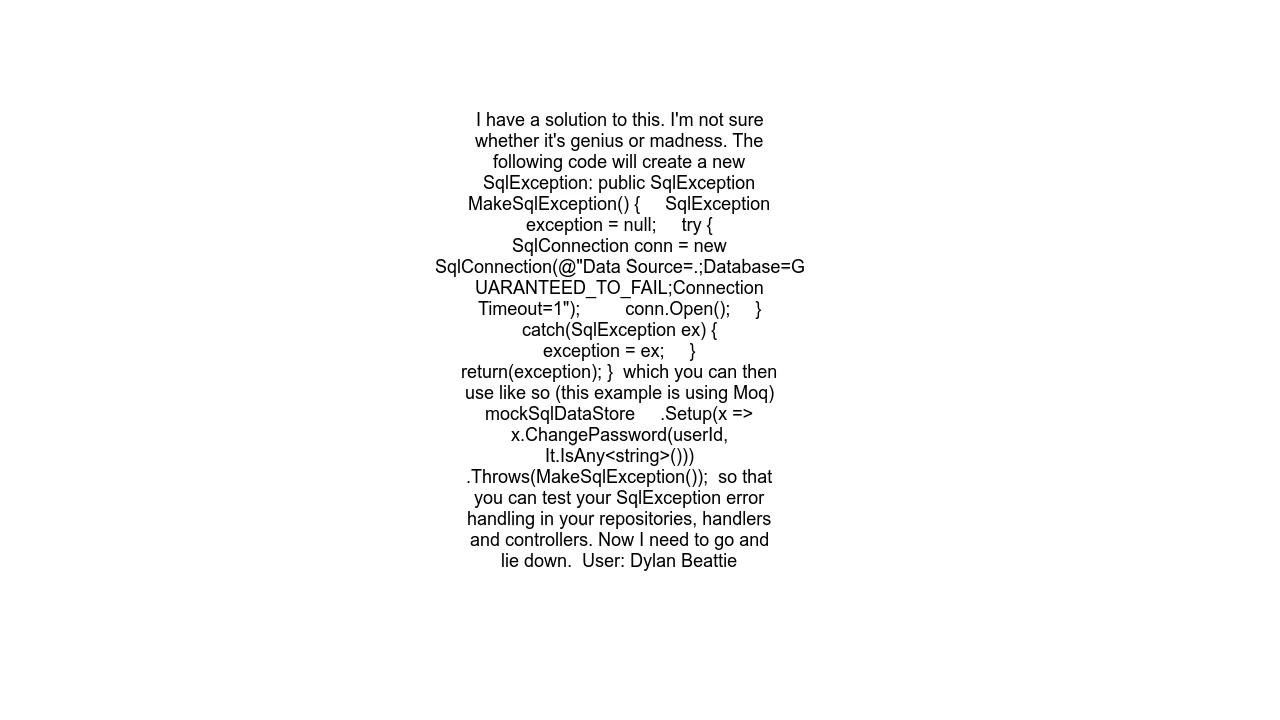 I have a solution to this. I'm not sure
whether it's genius or madness. The
following code will create a new
SqlException: public SqlException
MakeSqlException() {     SqlException
exception = null;     try {
SqlConnection conn = new
SqlConnection(@"Data Source=.;Database=G
UARANTEED_TO_FAIL;Connection
Timeout=1");         conn.Open();     }
catch(SqlException ex) {
exception = ex;     }
return(exception); }  which you can then
use like so (this example is using Moq)
mockSqlDataStore     .Setup(x =>
x.ChangePassword(userId,
It.IsAny<string>()))
.Throws(MakeSqlException());  so that
you can test your SqlException error
handling in your repositories, handlers
and controllers. Now I need to go and
lie down.  User: Dylan Beattie